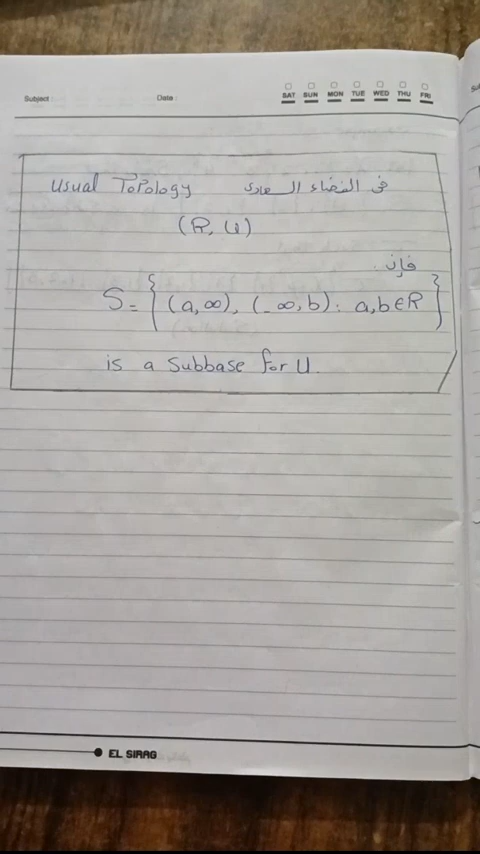 Subject :
Date :
SAT SUN MON TUE WED THU FRI
Usual Topology فى الفضاء العادى
(R, U)
فإن:
S = { (a, ∞), (-∞, b) : a, b ∈ R }
is a Subbase for U.
EL SIRAG